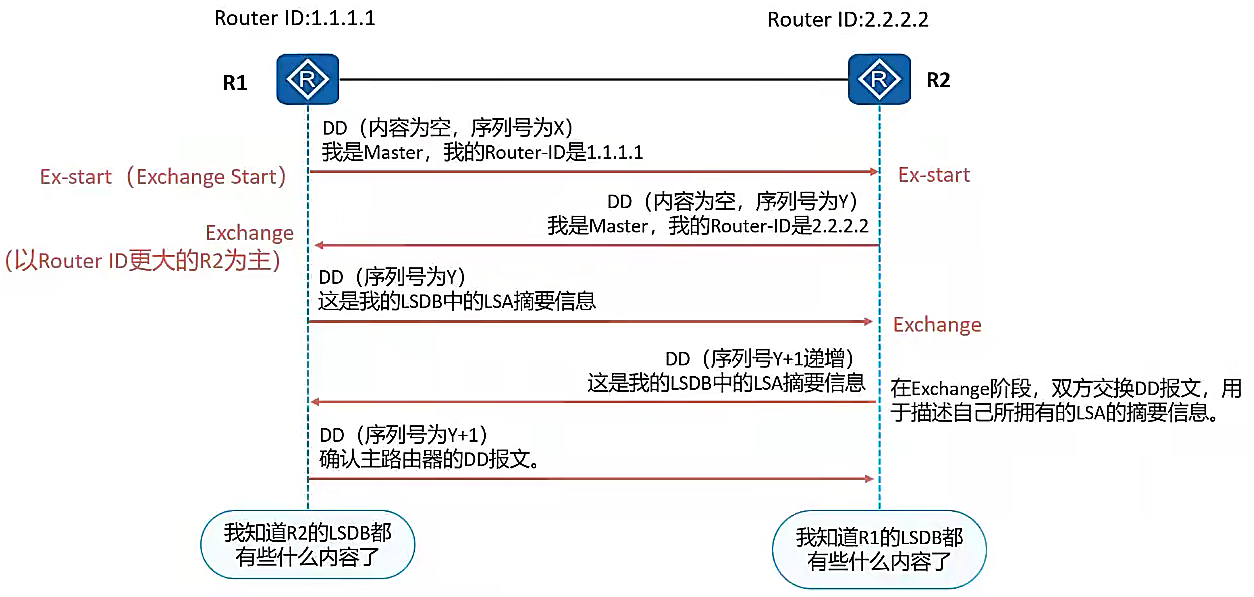 Router ID:1.1.1.1
Router ID:2.2.2.2
R1
R
R
R2
DD（内容为空，序列号为X）
我是Master，我的Router-ID是1.1.1.1
Ex-start（Exchange Start）
Ex-start
DD（内容为空，序列号为Y）
我是Master，我的Router-ID是2.2.2.2
Exchange
（以Router ID更大的R2为主）
DD（序列号为Y）
这是我的LSDB中的LSA摘要信息
Exchange
DD（序列号Y+1递增）
这是我的LSDB中的LSA摘要信息
在Exchange阶段，双方交换DD报文，用
于描述自己所拥有的LSA的摘要信息。
DD（序列号为Y+1）
确认主路由器的DD报文。
我知道R2的LSDB都
有些什么内容了
我知道R1的LSDB都
有些什么内容了